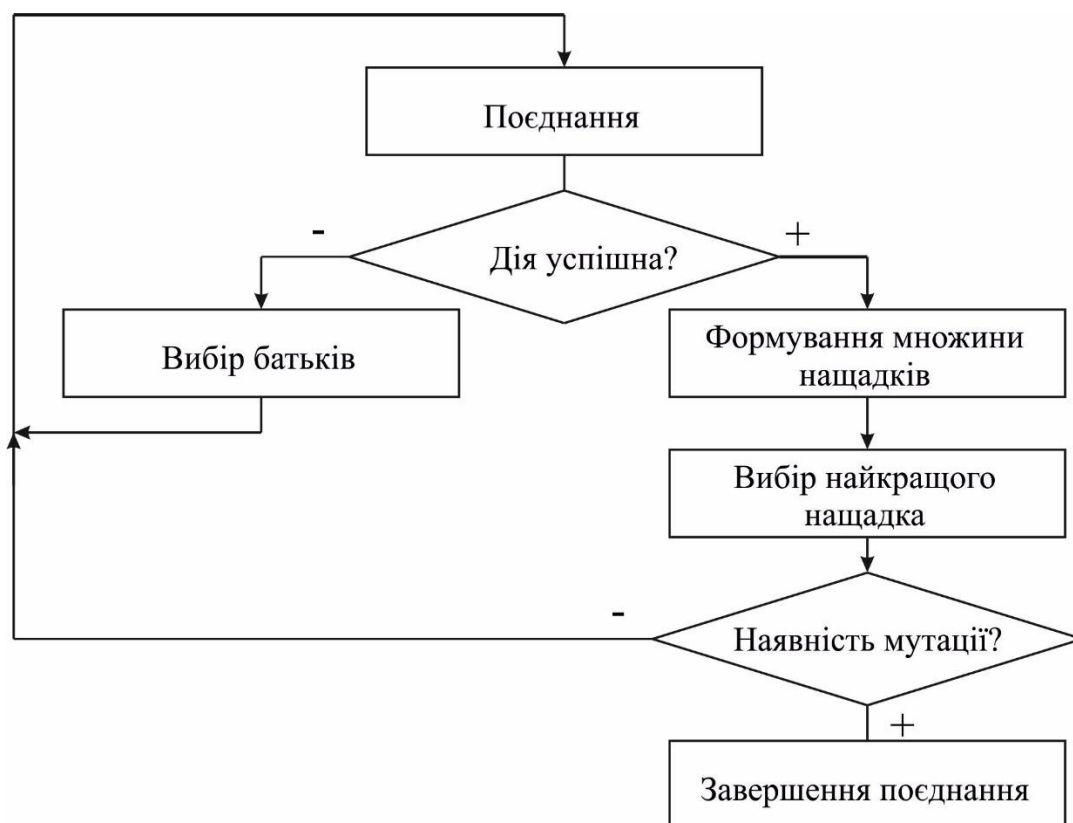 Поєднання
-
+
Дія успішна?
Вибір батьків
Формування множини
нащадків
Вибір найкращого
нащадка
-
Наявність мутації?
+
Завершення поєднання